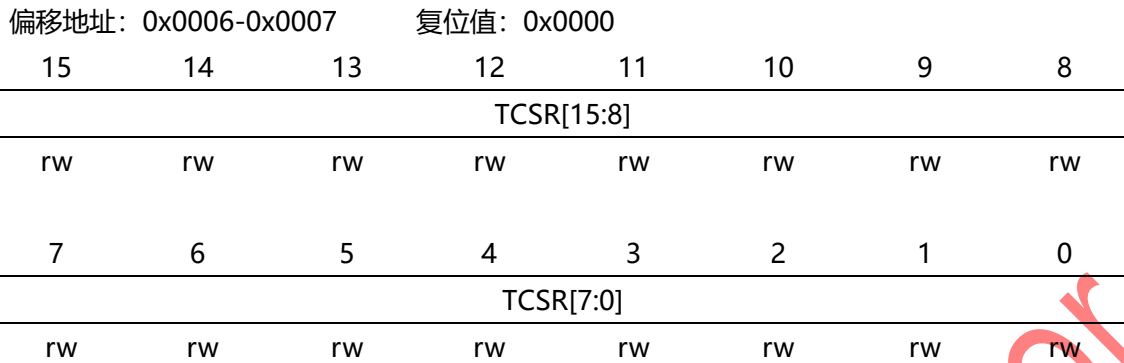 偏移地址：0x0006-0x0007 复位值：0x0000
15 14 13 12 11 10 9 8
TCSR[15:8]
rw rw rw rw rw rw rw rw
7 6 5 4 3 2 1 0
TCSR[7:0]
rw rw rw rw rw rw rw rw